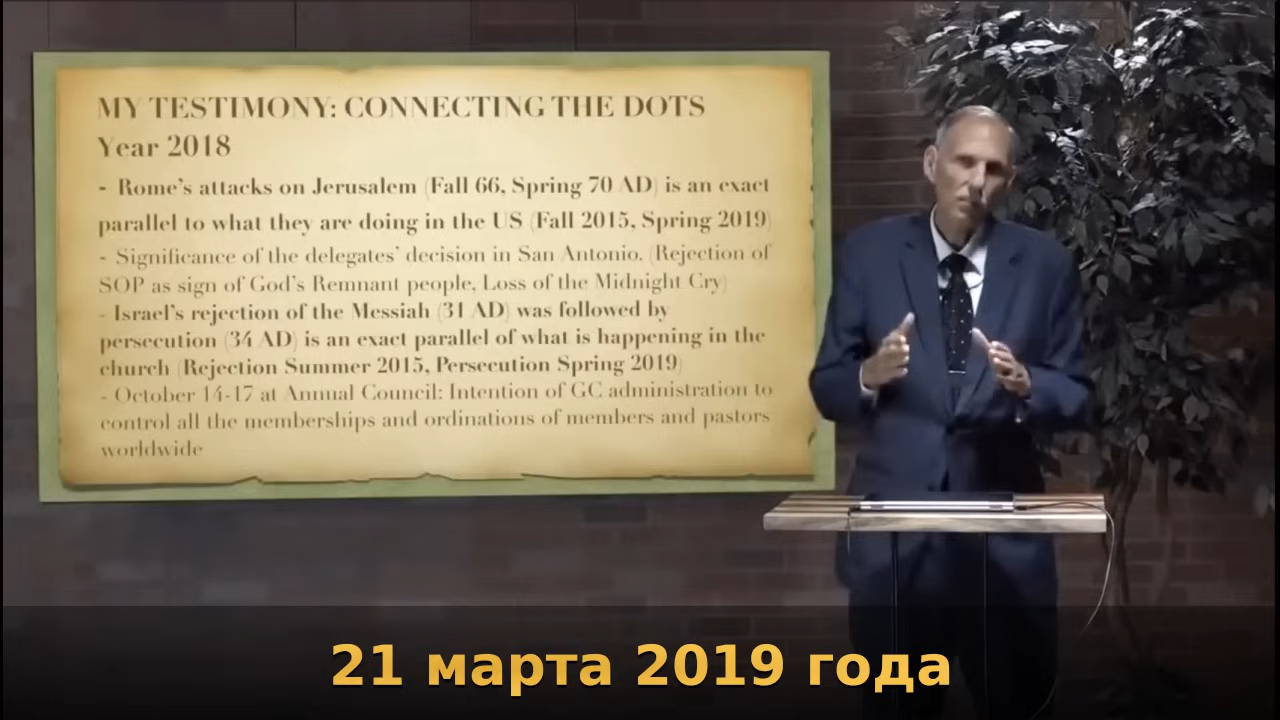 MY TESTIMONY: CONNECTING THE DOTS
Year 2018
- Rome's attacks on Jerusalem (Fall 66, Spring 70 AD) is an exact
parallel to what they are doing in the US (Fall 2015, Spring 2019)
- Significance of the delegates' decision in San Antonio. (Rejection of
SOP as sign of God's Remnant people, Loss of the Midnight Cry)
- Israel's rejection of the Messiah (31 AD) was followed by
persecution (34 AD) is an exact parallel of what is happening in the
church (Rejection Summer 2015, Persecution Spring 2019)
- October 14-17 at Annual Council: Intention of GC administration to
control all the memberships and ordinations of members and pastors
worldwide
21 марта 2019 года